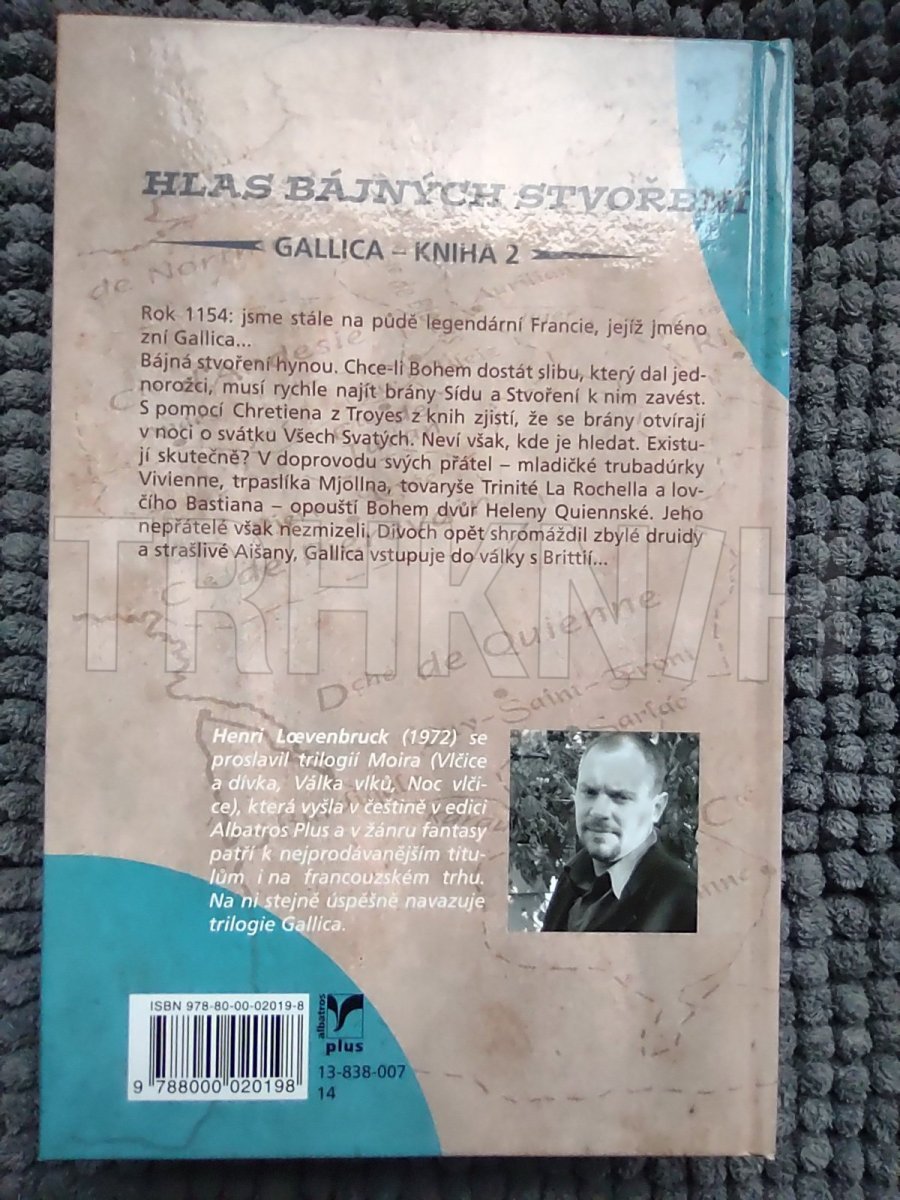 HLAS BÁJNÝCH STVOŘENÍ
GALLICA – KNIHA 2
Rok 1154: jsme stále na půdě legendární Francie, jejíž jméno
zní Gallica...
Bájná stvoření hynou. Chce-li Bohem dostát slibu, který dal jed-
norožci, musí rychle najít brány Sídu a Stvoření k nim zavést.
S pomocí Chretiena z Troyes z knih zjistí, že se brány otvírají
v noci o svátku Všech Svatých. Neví však, kde je hledat. Existu-
jí skutečně? V doprovodu svých přátel – mladičké trubadúrky
Vivienne, trpaslíka Mjollna, tovaryše Trinité La Rochella a lov-
čího Bastiana – opouští Bohem dvůr Heleny Quiennské. Jeho
nepřátelé však nezmizeli. Divoch opět shromáždil zbylé druidy
a strašlivé Aišany, Gallica vstupuje do války s Brittií...
TRHKNIH
Dché de Quienne
Henri Lœvenbruck (1972) se
proslavil trilogií Moira (Vlčice
a dívka, Válka vlků, Noc vlči-
ce), která vyšla v češtině v edici
Albatros Plus a v žánru fantasy
patří k nejprodávanějším titu-
lům i na francouzském trhu.
Na ni stejně úspěšně navazuje
trilogie Gallica.
ISBN 978-80-00-02019-8
9 788000 020198
albatros
plus
13-838-007
14